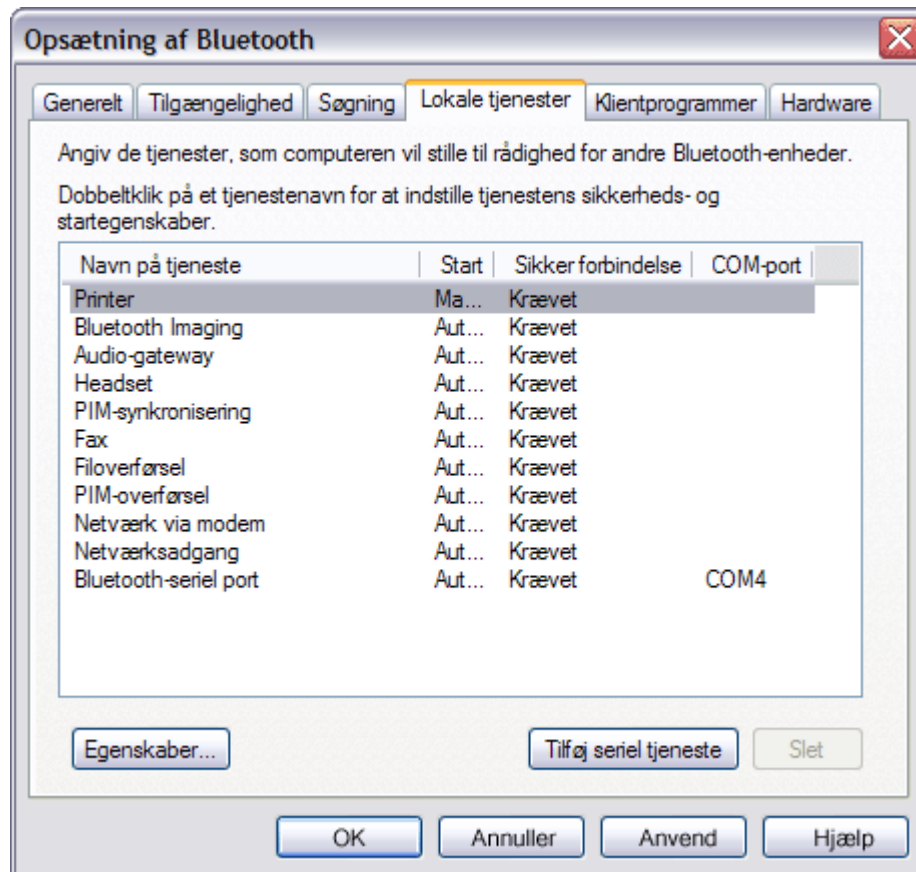 Opsætning af Bluetooth
Generelt Tilgængelighed Søgning Lokale tjenester Klientprogrammer Hardware
Angiv de tjenester, som computeren vil stille til rådighed for andre Bluetooth-enheder.
Dobbeltklik på et tjenestenavn for at indstille tjenestens sikkerheds- og
startegenskaber.
Navn på tjeneste Start Sikker forbindelse COM-port
Printer Ma... Krævet
Bluetooth Imaging Aut... Krævet
Audio-gateway Aut... Krævet
Headset Aut... Krævet
PIM-synkronisering Aut... Krævet
Fax Aut... Krævet
Filoverførsel Aut... Krævet
PIM-overførsel Aut... Krævet
Netværk via modem Aut... Krævet
Netværksadgang Aut... Krævet
Bluetooth-seriel port Aut... Krævet COM4
Egenskaber... Tilføj seriel tjeneste Slet
OK Annuller Anvend Hjælp